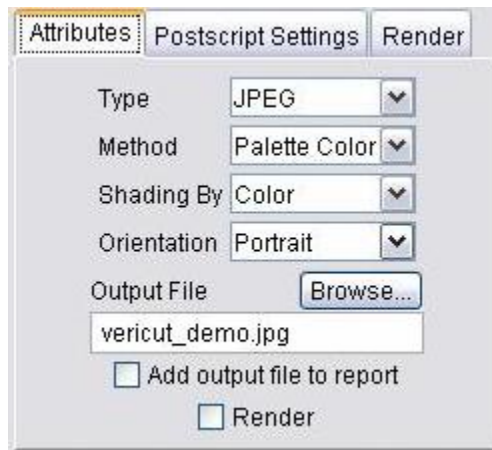 Attributes Postscript Settings Render
Type JPEG
Method Palette Color
Shading By Color
Orientation Portrait
Output File Browse...
vericut_demo.jpg
Add output file to report
Render